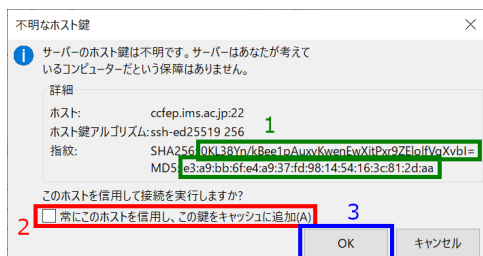 不明なホスト鍵
サーバーのホスト鍵は不明です。サーバーはあなたが考えて
いるコンピューターだという保障はありません。
詳細
ホスト: ccfep.ims.ac.jp:22
ホスト鍵アルゴリズム:ssh-ed25519 256
1
指紋: SHA256:0KL38Yn/kBee1pAuxvKwenEwXitPxr9ZElolfVqXvbI=
MD5:e3:a9:bb:6f:e4:a9:37:fd:98:14:54:16:3c:81:2d:aa
このホストを信用して接続を実行しますか?
2 常にこのホストを信用し、この鍵をキャッシュに追加(A)
3
OK キャンセル